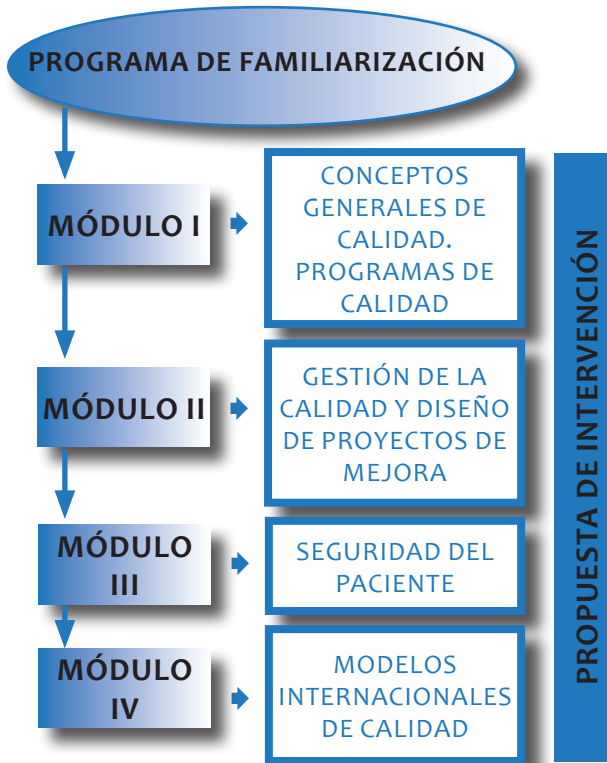 PROGRAMA DE FAMILIARIZACIÓN
MÓDULO I
CONCEPTOS
GENERALES DE
CALIDAD.
PROGRAMAS DE
CALIDAD
MÓDULO II
GESTIÓN DE LA
CALIDAD Y DISEÑO
DE PROYECTOS DE
MEJORA
MÓDULO
III
SEGURIDAD DEL
PACIENTE
MÓDULO
IV
MODELOS
INTERNACIONALES
DE CALIDAD
PROPUESTA DE INTERVENCIÓN